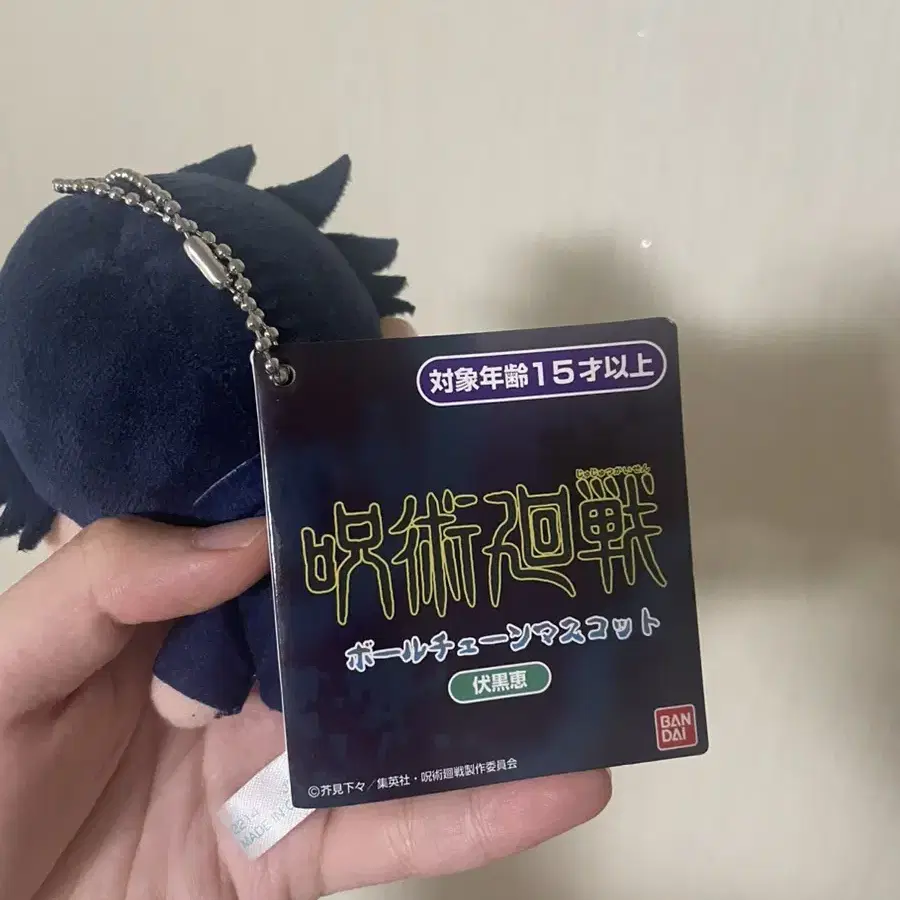 対象年齢15才以上
じゅじゅつかいせん
呪術廻戦
ボールチェーンマスコット
伏黒恵
BAN
DAI
©芥見下々／集英社・呪術廻戦製作委員会
MADE IN